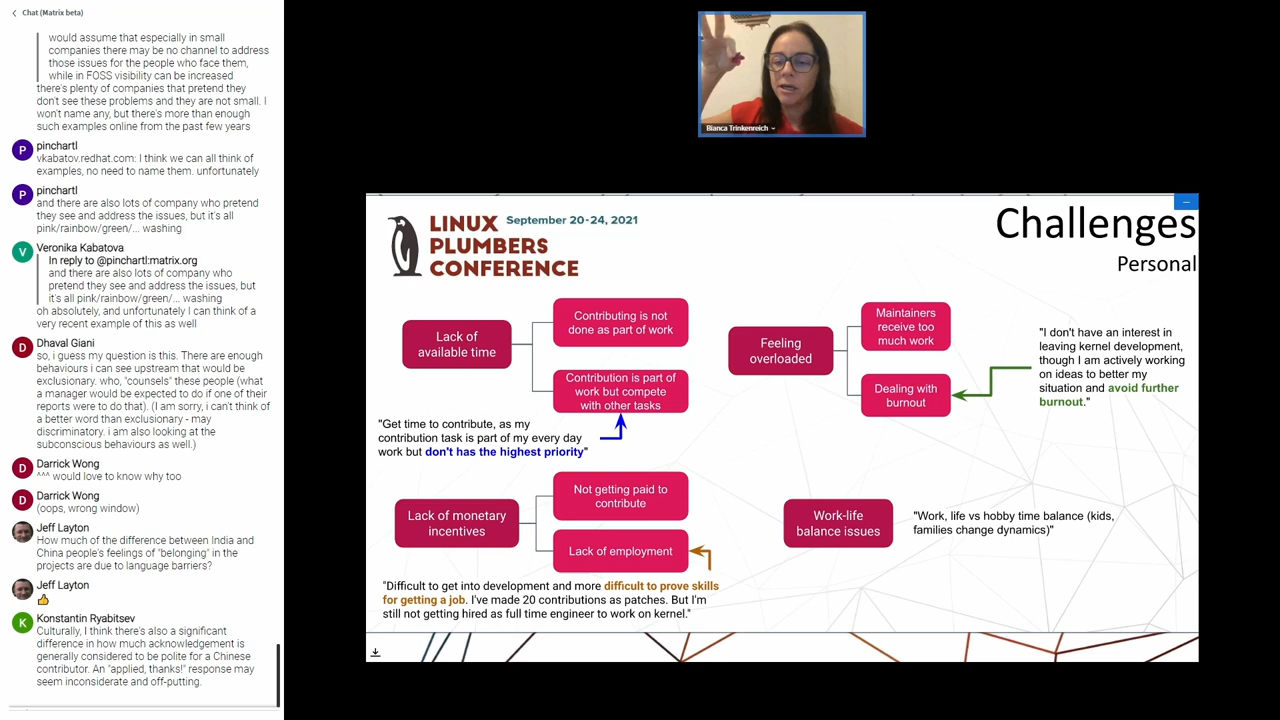 Chat (Matrix beta)
would assume that especially in small
companies there may be no channel to address
those issues for the people who face them,
while in FOSS visibility can be increased
there's plenty of companies that pretend they
don't see these problems and they are not small. I
won't name any, but there's more than enough
such examples online from the past few years
P
pinchartl
vkabatov.redhat.com: I think we can all think of
examples, no need to name them. unfortunately
P
pinchartl
and there are also lots of company who pretend
they see and address the issues, but it's all
pink/rainbow/green/... washing
V
Veronika Kabatova
In reply to @pinchartl:matrix.org
and there are also lots of company who
pretend they see and address the issues, but
it's all pink/rainbow/green/... washing
oh absolutely, and unfortunately I can think of a
very recent example of this as well
D
Dhaval Giani
so, i guess my question is this. There are enough
behaviours i can see upstream that would be
exclusionary. who, "counsels" these people (what
a manager would be expected to do if one of their
reports were to do that). (I am sorry, i can't think of
a better word than exclusionary - may
discriminatory. i am also looking at the
subconscious behaviours as well.)
D
Darrick Wong
^^^ would love to know why too
D
Darrick Wong
(oops, wrong window)
Jeff Layton
How much of the difference between India and
China people's feelings of "belonging" in the
projects are due to language barriers?
Jeff Layton
👍
K
Konstantin Ryabitsev
Culturally, I think there's also a significant
difference in how much acknowledgement is
generally considered to be polite for a Chinese
contributor. An "applied, thanks!" response may
seem inconsiderate and off-putting.
Bianca Trinkenreich
LINUX
PLUMBERS
CONFERENCE
September 20-24, 2021
Challenges
Personal
Lack of
available time
Contributing is not
done as part of work
Contribution is part of
work but compete
with other tasks
"Get time to contribute, as my
contribution task is part of my every day
work but don't has the highest priority"
Feeling
overloaded
Maintainers
receive too
much work
Dealing with
burnout
"I don't have an interest in
leaving kernel development,
though I am actively working
on ideas to better my
situation and avoid further
burnout."
Lack of monetary
incentives
Not getting paid to
contribute
Lack of employment
"Difficult to get into development and more difficult to prove skills
for getting a job. I've made 20 contributions as patches. But I'm
still not getting hired as full time engineer to work on kernel."
Work-life
balance issues
"Work, life vs hobby time balance (kids,
families change dynamics)"